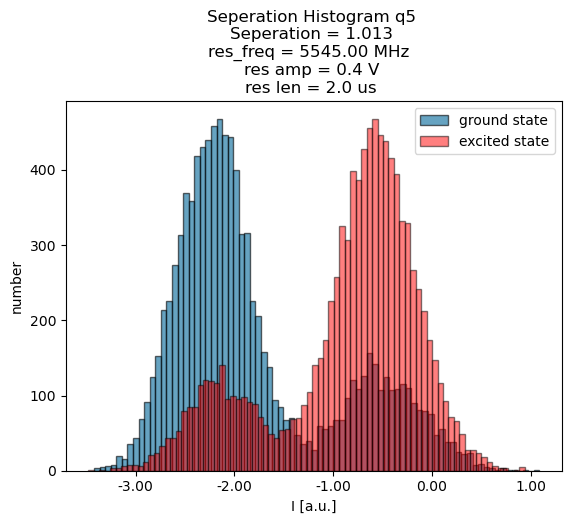 Seperation Histogram q5
Seperation = 1.013
res_freq = 5545.00 MHz
res amp = 0.4 V
res len = 2.0 us
ground state
excited state
number
400
300
200
100
0
-3.00 -2.00 -1.00 0.00 1.00
I [a.u.]